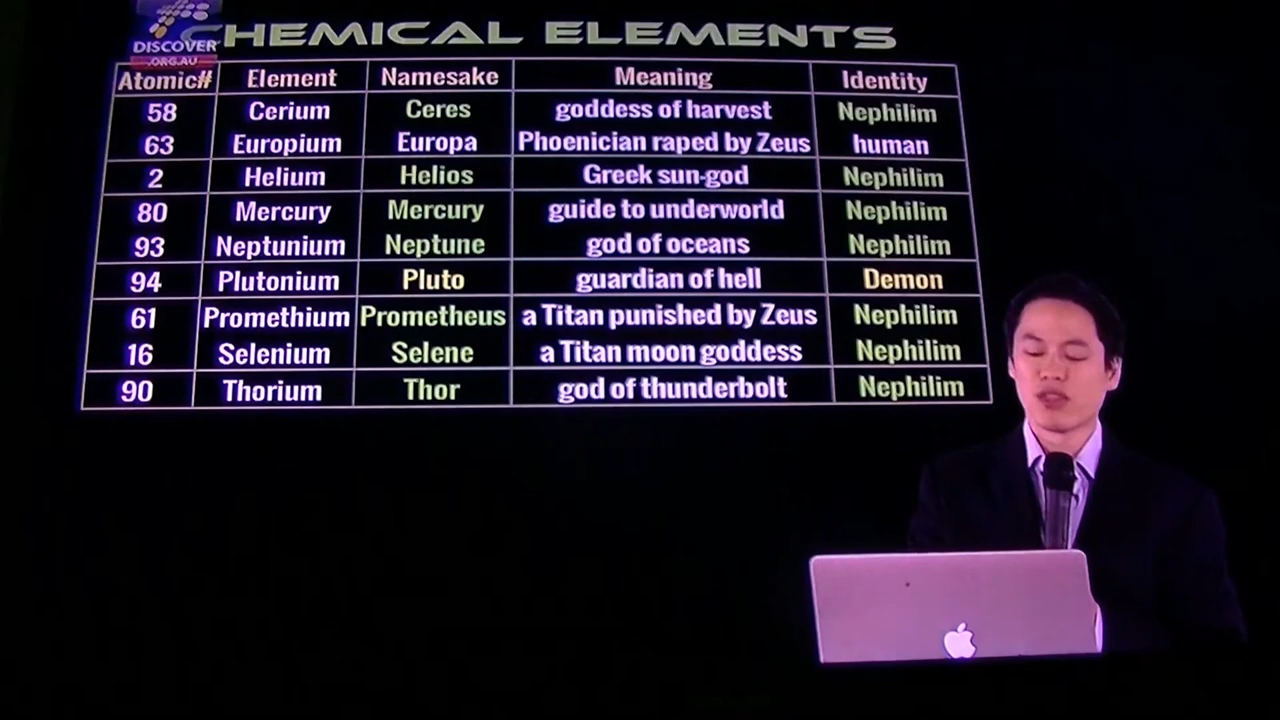 DISCOVER
.ORG.AU
CHEMICAL ELEMENTS
Atomic# Element Namesake Meaning Identity
58 Cerium Ceres goddess of harvest Nephilim
63 Europium Europa Phoenician raped by Zeus human
2 Helium Helios Greek sun-god Nephilim
80 Mercury Mercury guide to underworld Nephilim
93 Neptunium Neptune god of oceans Nephilim
94 Plutonium Pluto guardian of hell Demon
61 Promethium Prometheus a Titan punished by Zeus Nephilim
16 Selenium Selene a Titan moon goddess Nephilim
90 Thorium Thor god of thunderbolt Nephilim